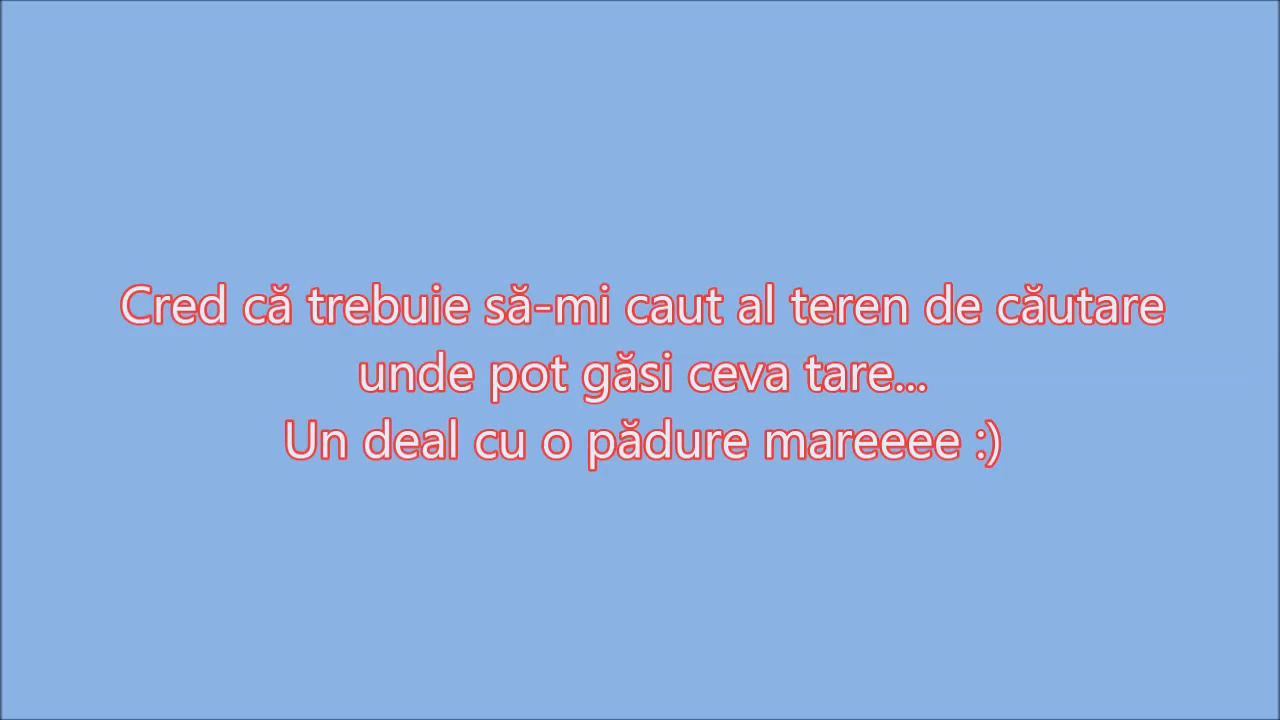 Cred că trebuie să-mi caut al teren de căutare
unde pot găsi ceva tare...
Un deal cu o pădure mareeee :)